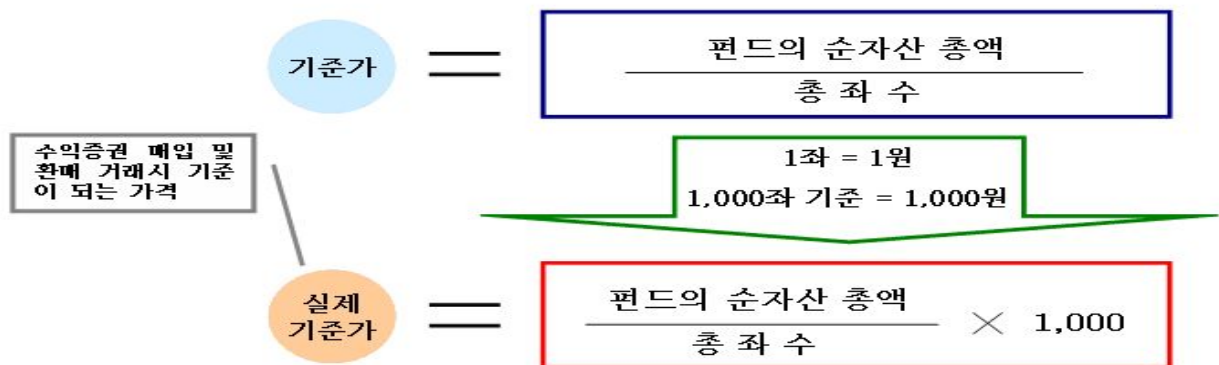 기준가
펀드의 순자산 총액
총 좌 수
수익증권 매입 및
환매 거래시 기준
이 되는 가격
1좌 = 1원
1,000좌 기준 = 1,000원
실제
기준가
펀드의 순자산 총액
총 좌 수
× 1,000